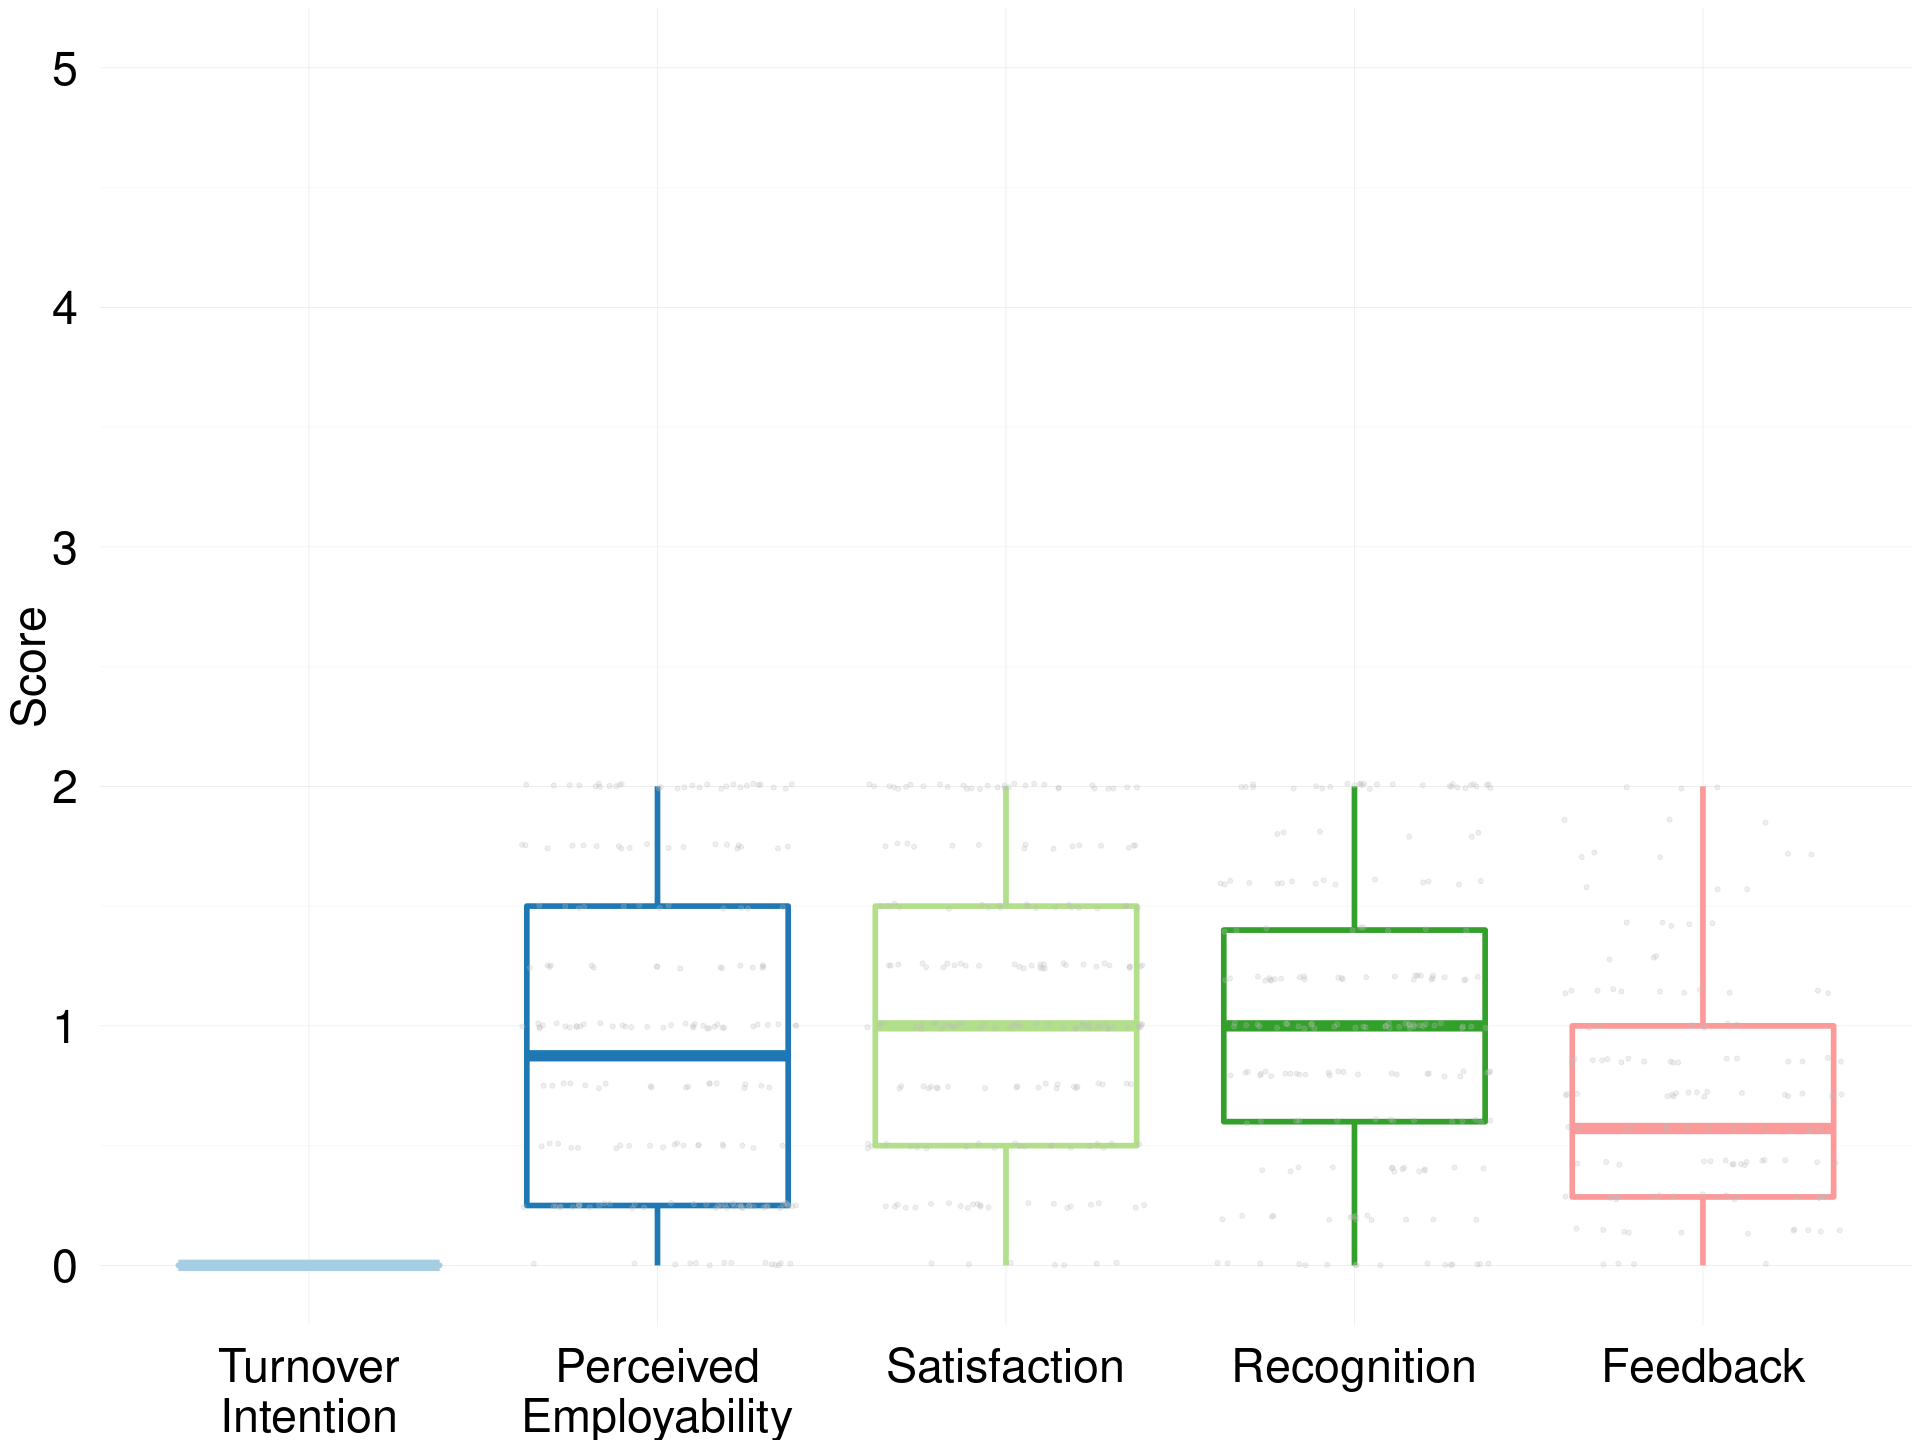 5
4
3
2
1
0
Score
Turnover
Intention
Perceived
Employability
Satisfaction
Recognition
Feedback